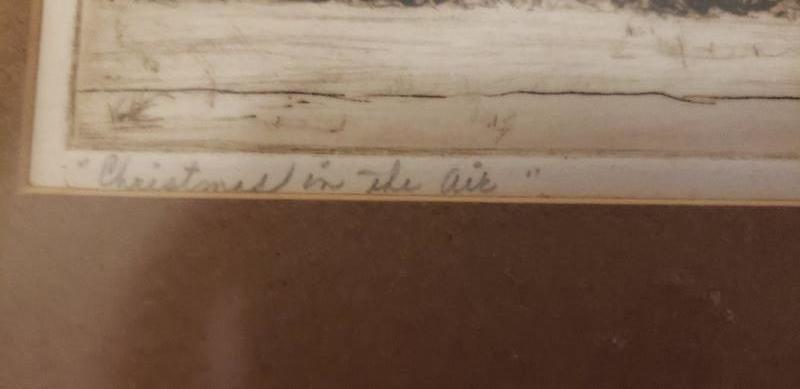 "Christmas in the Air"